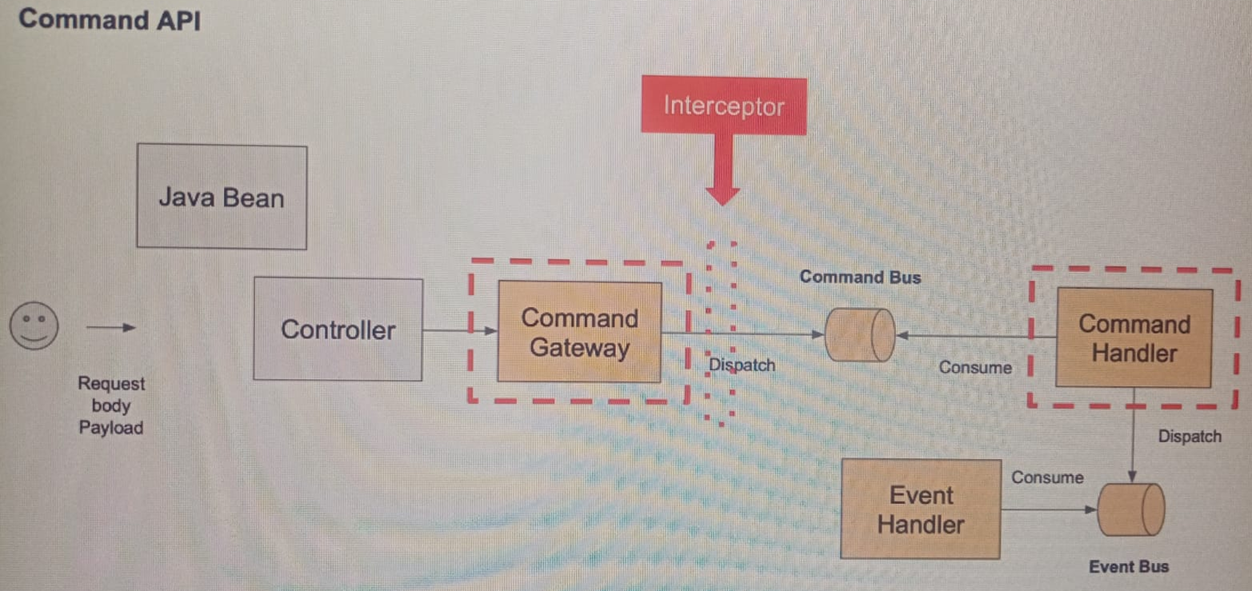 Command API
Interceptor
Java Bean
Request
body
Payload
Controller
Command
Gateway
Dispatch
Command Bus
Consume
Command
Handler
Dispatch
Event
Handler
Consume
Event Bus